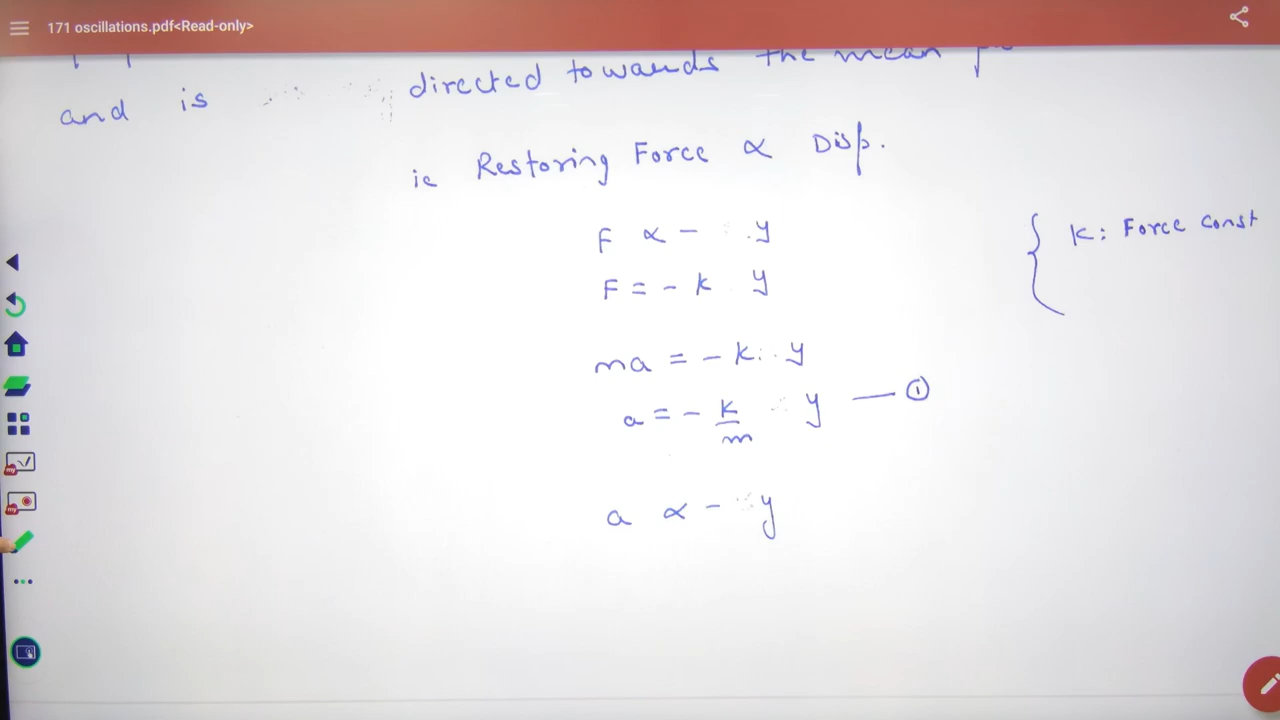 171 oscillations.pdf<Read-only>
directed towards the mean
and is
ie Restoring Force ∝ Disp.
F ∝ - y
F = - k y
{ K : Force Const
ma = - k . y
a = - k/m y — ①
a ∝ - y